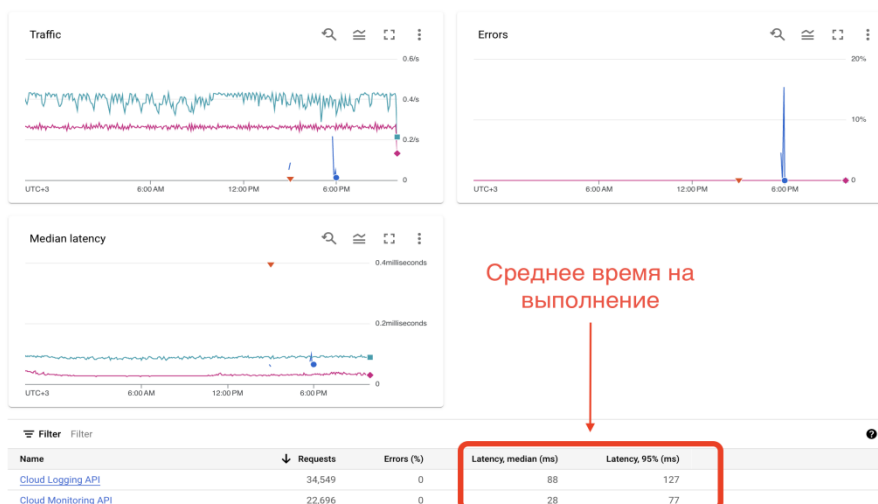 Traffic
0.6/s
0.4/s
0.2/s
0
UTC+3 6:00 AM 12:00 PM 6:00 PM
Errors
20%
10%
0
UTC+3 6:00 AM 12:00 PM 6:00 PM
Median latency
0.4milliseconds
0.2milliseconds
0
UTC+3 6:00 AM 12:00 PM 6:00 PM
Среднее время на
выполнение
Filter Filter
Name Requests Errors (%) Latency, median (ms) Latency, 95% (ms)
Cloud Logging API 34,549 0 88 127
Cloud Monitoring API 22,696 0 28 77